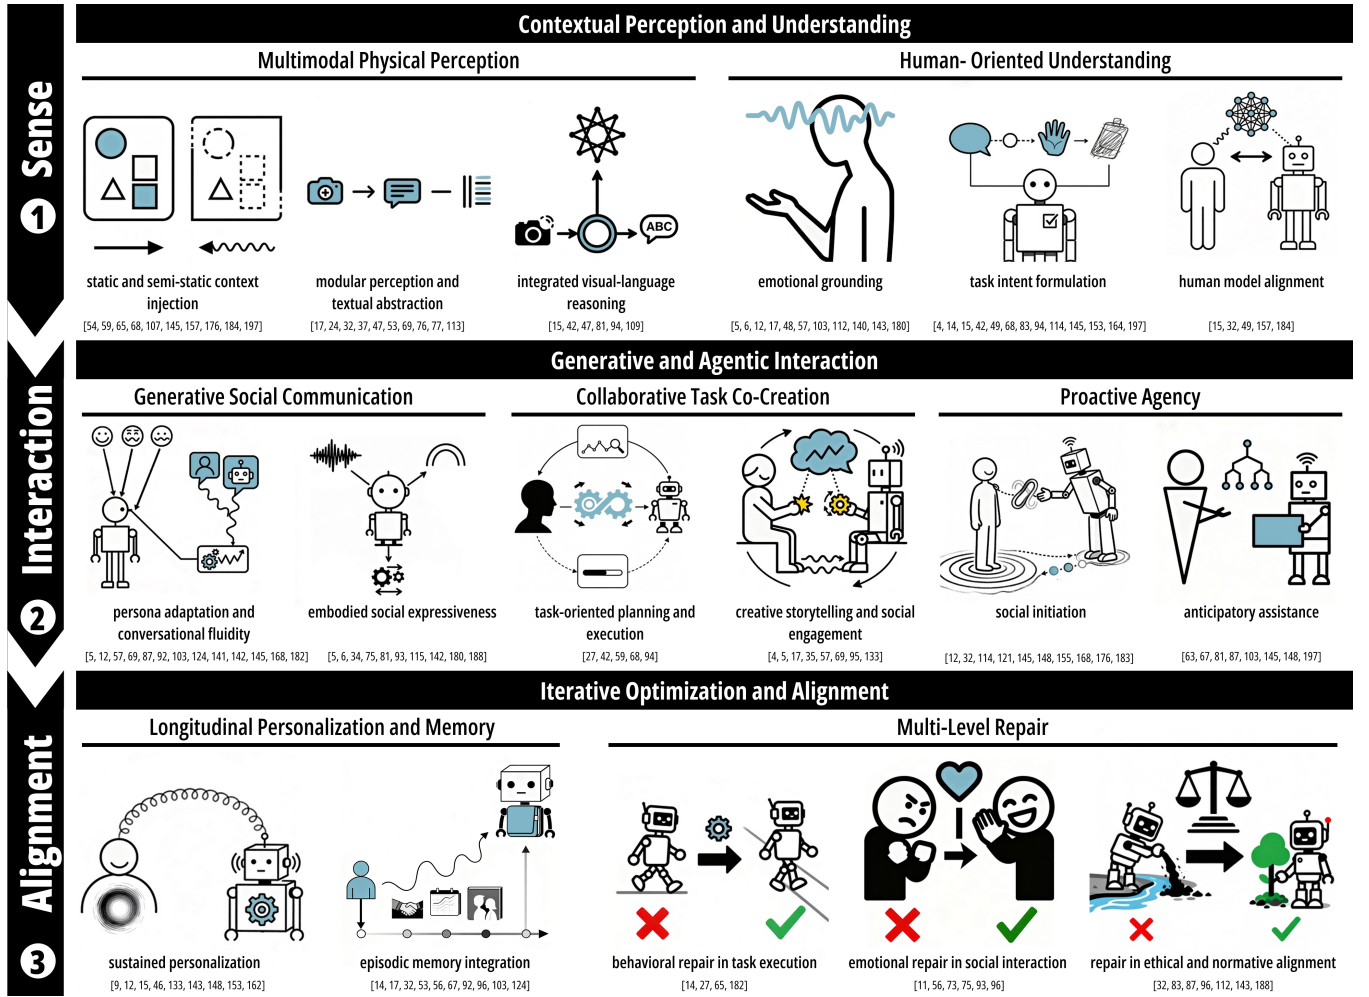 Contextual Perception and Understanding
Sense
1
Multimodal Physical Perception
Human- Oriented Understanding
ABC
static and semi-static context
injection
[54, 59, 65, 68, 107, 145, 157, 176, 184, 197]
modular perception and
textual abstraction
[17, 24, 32, 37, 47, 53, 69, 76, 77, 113]
integrated visual-language
reasoning
[15, 42, 47, 81, 94, 109]
emotional grounding
[5, 6, 12, 17, 48, 57, 103, 112, 140, 143, 180]
task intent formulation
[4, 14, 15, 42, 49, 68, 83, 94, 114, 145, 153, 164, 197]
human model alignment
[15, 32, 49, 157, 184]
Generative and Agentic Interaction
Interaction
2
Generative Social Communication
Collaborative Task Co-Creation
Proactive Agency
persona adaptation and
conversational fluidity
[5, 12, 57, 69, 87, 92, 103, 124, 141, 142, 145, 168, 182]
embodied social expressiveness
[5, 6, 34, 75, 81, 93, 115, 142, 180, 188]
task-oriented planning and
execution
[27, 42, 59, 68, 94]
creative storytelling and social
engagement
[4, 5, 17, 35, 57, 69, 95, 133]
social initiation
[12, 32, 114, 121, 145, 148, 155, 168, 176, 183]
anticipatory assistance
[63, 67, 81, 87, 103, 145, 148, 197]
Iterative Optimization and Alignment
Alignment
3
Longitudinal Personalization and Memory
Multi-Level Repair
sustained personalization
[9, 12, 15, 46, 133, 143, 148, 153, 162]
episodic memory integration
[14, 17, 32, 53, 56, 67, 92, 96, 103, 124]
behavioral repair in task execution
[14, 27, 65, 182]
emotional repair in social interaction
[11, 56, 73, 75, 93, 96]
repair in ethical and normative alignment
[32, 83, 87, 96, 112, 143, 188]